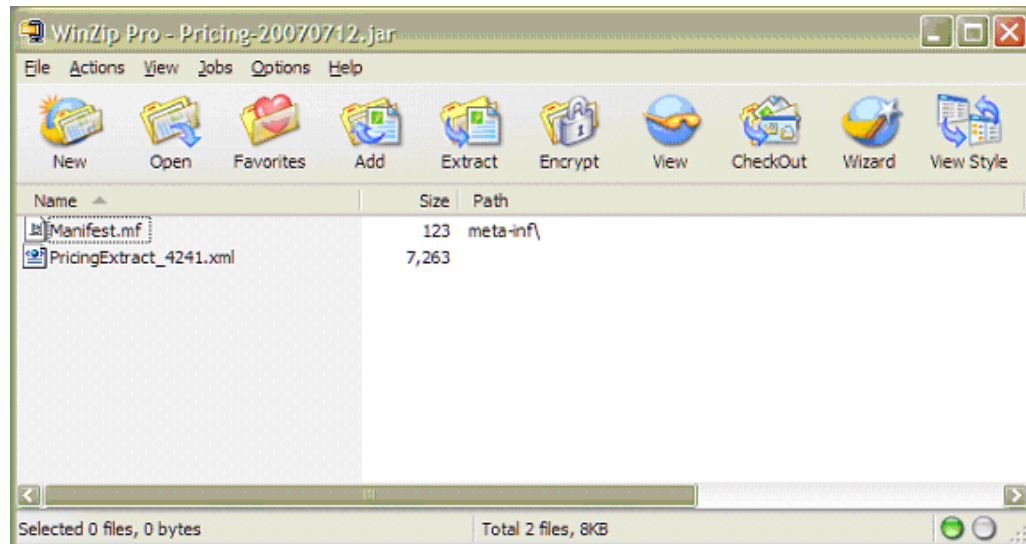 WinZip Pro - Pricing-20070712.jar
File Actions View Jobs Options Help
New Open Favorites Add Extract Encrypt View CheckOut Wizard View Style
Name Size Path
Manifest.mf 123 meta-inf\
PricingExtract_4241.xml 7,263
Selected 0 files, 0 bytes Total 2 files, 8KB